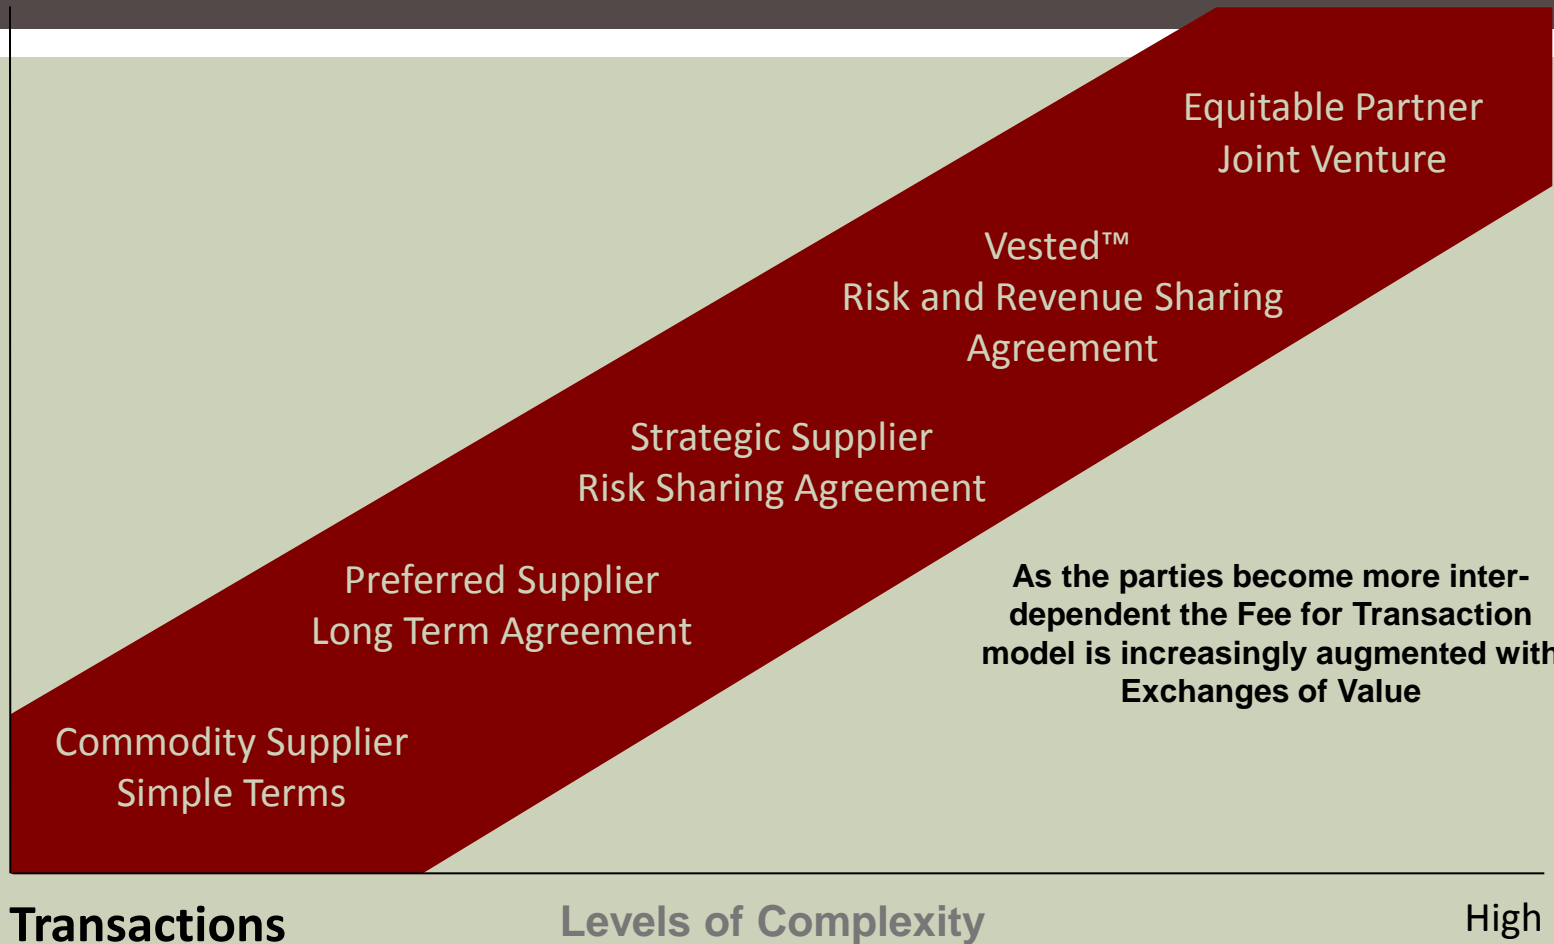 Equitable Partner
Joint Venture
Vested™
Risk and Revenue Sharing
Agreement
Strategic Supplier
Risk Sharing Agreement
Preferred Supplier
Long Term Agreement
As the parties become more inter-
dependent the Fee for Transaction
model is increasingly augmented with
Exchanges of Value
Commodity Supplier
Simple Terms
Transactions
Levels of Complexity
High